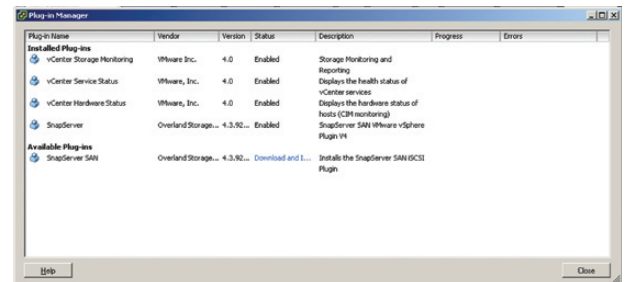 Plug-in Manager
Plug-in Name Vendor Version Status Description Progress Errors
Installed Plug-ins
vCenter Storage Monitoring VMware Inc. 4.0 Enabled Storage Monitoring and
Reporting
vCenter Service Status VMware, Inc. 4.0 Enabled Displays the health status of
vCenter services
vCenter Hardware Status VMware, Inc. 4.0 Enabled Displays the hardware status of
hosts (CIM monitoring)
SnapServer Overland Storage... 4.3.92... Enabled SnapServer SAN VMware vSphere
Plugin V4
Available Plug-ins
SnapServer SAN Overland Storage... 4.3.92... Download and I... Installs the SnapServer SAN iSCSI
Plugin
Help Close